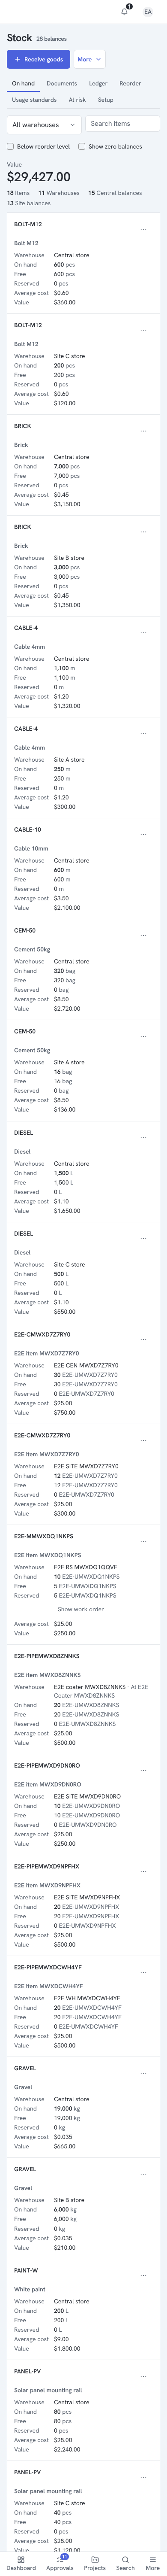 1
EA
Stock 28 balances
+ Receive goods More
On hand Documents Ledger Reorder
Usage standards At risk Setup
All warehouses Search items
Below reorder level Show zero balances
Value
$29,427.00
18 Items 11 Warehouses 15 Central balances
13 Site balances
BOLT-M12
Bolt M12
Warehouse Central store
On hand 600 pcs
Free 600 pcs
Reserved 0 pcs
Average cost $0.60
Value $360.00
BOLT-M12
Bolt M12
Warehouse Site C store
On hand 200 pcs
Free 200 pcs
Reserved 0 pcs
Average cost $0.60
Value $120.00
BRICK
Brick
Warehouse Central store
On hand 7,000 pcs
Free 7,000 pcs
Reserved 0 pcs
Average cost $0.45
Value $3,150.00
BRICK
Brick
Warehouse Site B store
On hand 3,000 pcs
Free 3,000 pcs
Reserved 0 pcs
Average cost $0.45
Value $1,350.00
CABLE-4
Cable 4mm
Warehouse Central store
On hand 1,100 m
Free 1,100 m
Reserved 0 m
Average cost $1.20
Value $1,320.00
CABLE-4
Cable 4mm
Warehouse Site A store
On hand 250 m
Free 250 m
Reserved 0 m
Average cost $1.20
Value $300.00
CABLE-10
Cable 10mm
Warehouse Central store
On hand 600 m
Free 600 m
Reserved 0 m
Average cost $3.50
Value $2,100.00
CEM-50
Cement 50kg
Warehouse Central store
On hand 320 bag
Free 320 bag
Reserved 0 bag
Average cost $8.50
Value $2,720.00
CEM-50
Cement 50kg
Warehouse Site A store
On hand 16 bag
Free 16 bag
Reserved 0 bag
Average cost $8.50
Value $136.00
DIESEL
Diesel
Warehouse Central store
On hand 1,500 L
Free 1,500 L
Reserved 0 L
Average cost $1.10
Value $1,650.00
DIESEL
Diesel
Warehouse Site C store
On hand 500 L
Free 500 L
Reserved 0 L
Average cost $1.10
Value $550.00
E2E-CMWXD7Z7RY0
E2E item MWXD7Z7RY0
Warehouse E2E CEN MWXD7Z7RY0
On hand 30 E2E-UMWXD7Z7RY0
Free 30 E2E-UMWXD7Z7RY0
Reserved 0 E2E-UMWXD7Z7RY0
Average cost $25.00
Value $750.00
E2E-CMWXD7Z7RY0
E2E item MWXD7Z7RY0
Warehouse E2E SITE MWXD7Z7RY0
On hand 12 E2E-UMWXD7Z7RY0
Free 12 E2E-UMWXD7Z7RY0
Reserved 0 E2E-UMWXD7Z7RY0
Average cost $25.00
Value $300.00
E2E-MMWXDQ1NKPS
E2E item MWXDQ1NKPS
Warehouse E2E RS MWXDQ1QQVF
On hand 10 E2E-UMWXDQ1NKPS
Free 5 E2E-UMWXDQ1NKPS
Reserved 5 E2E-UMWXDQ1NKPS
Show work order
Average cost $25.00
Value $250.00
E2E-PIPEMWXD8ZNNKS
E2E item MWXD8ZNNKS
Warehouse E2E coater MWXD8ZNNKS · At E2E
Coater MWXD8ZNNKS
On hand 20 E2E-UMWXD8ZNNKS
Free 20 E2E-UMWXD8ZNNKS
Reserved 0 E2E-UMWXD8ZNNKS
Average cost $25.00
Value $500.00
E2E-PIPEMWXD9DN0RO
E2E item MWXD9DN0RO
Warehouse E2E SITE MWXD9DN0RO
On hand 10 E2E-UMWXD9DN0RO
Free 10 E2E-UMWXD9DN0RO
Reserved 0 E2E-UMWXD9DN0RO
Average cost $25.00
Value $250.00
E2E-PIPEMWXD9NPFHX
E2E item MWXD9NPFHX
Warehouse E2E SITE MWXD9NPFHX
On hand 20 E2E-UMWXD9NPFHX
Free 20 E2E-UMWXD9NPFHX
Reserved 0 E2E-UMWXD9NPFHX
Average cost $25.00
Value $500.00
E2E-PIPEMWXDCWH4YF
E2E item MWXDCWH4YF
Warehouse E2E WH MWXDCWH4YF
On hand 20 E2E-UMWXDCWH4YF
Free 20 E2E-UMWXDCWH4YF
Reserved 0 E2E-UMWXDCWH4YF
Average cost $25.00
Value $500.00
GRAVEL
Gravel
Warehouse Central store
On hand 19,000 kg
Free 19,000 kg
Reserved 0 kg
Average cost $0.035
Value $665.00
GRAVEL
Gravel
Warehouse Site B store
On hand 6,000 kg
Free 6,000 kg
Reserved 0 kg
Average cost $0.035
Value $210.00
PAINT-W
White paint
Warehouse Central store
On hand 200 L
Free 200 L
Reserved 0 L
Average cost $9.00
Value $1,800.00
PANEL-PV
Solar panel mounting rail
Warehouse Central store
On hand 80 pcs
Free 80 pcs
Reserved 0 pcs
Average cost $28.00
Value $2,240.00
PANEL-PV
Solar panel mounting rail
Warehouse Site C store
On hand 40 pcs
Free 40 pcs
Reserved 0 pcs
Average cost $28.00
Value $1,120.00
11
Dashboard Approvals Projects Search More